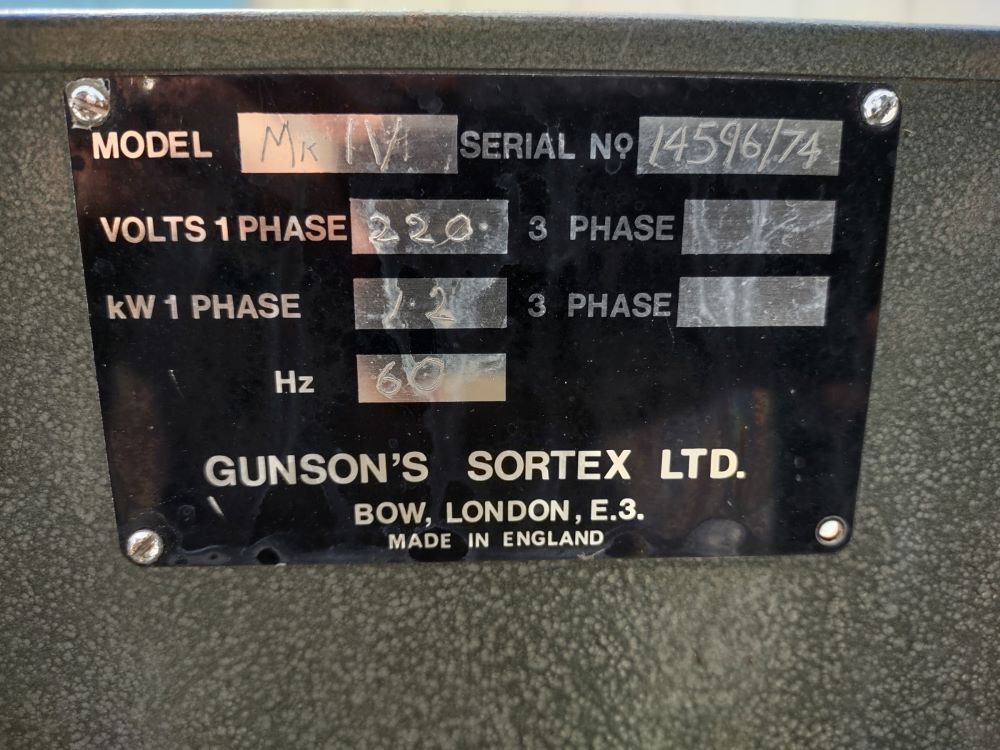 MODEL MK IV SERIAL Nº 14596/74
VOLTS 1 PHASE 220 3 PHASE
kW 1 PHASE 1.2 3 PHASE
Hz 60
GUNSON'S SORTEX LTD.
BOW, LONDON, E.3.
MADE IN ENGLAND